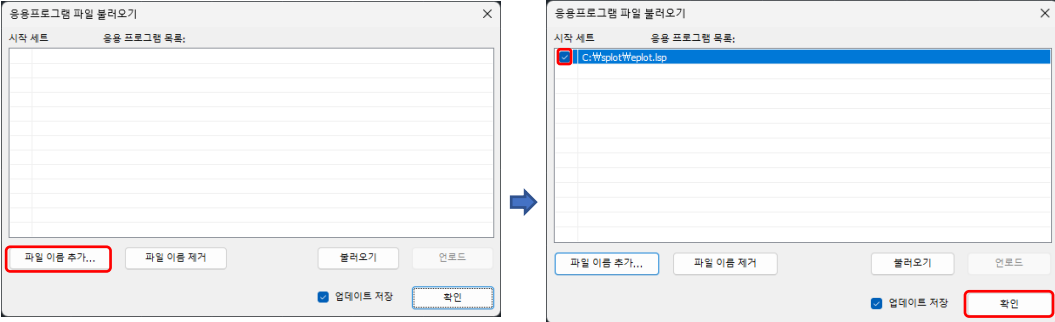 응용프로그램 파일 불러오기
시작 세트 응용 프로그램 목록:
파일 이름 추가... 파일 이름 제거 불러오기 언로드
업데이트 저장 확인
응용프로그램 파일 불러오기
시작 세트 응용 프로그램 목록:
C:₩splot₩eplot.lsp
파일 이름 추가... 파일 이름 제거 불러오기 언로드
업데이트 저장 확인